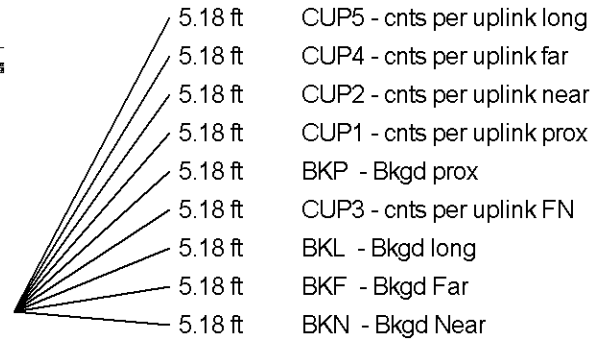 5.18 ft CUP5 - cnts per uplink long
5.18 ft CUP4 - cnts per uplink far
5.18 ft CUP2 - cnts per uplink near
5.18 ft CUP1 - cnts per uplink prox
5.18 ft BKP - Bkgd prox
5.18 ft CUP3 - cnts per uplink FN
5.18 ft BKL - Bkgd long
5.18 ft BKF - Bkgd Far
5.18 ft BKN - Bkgd Near